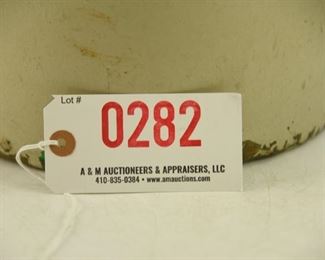 Lot #
0282
A & M AUCTIONEERS & APPRAISERS, LLC
410-835-0384 • www.amauctions.com